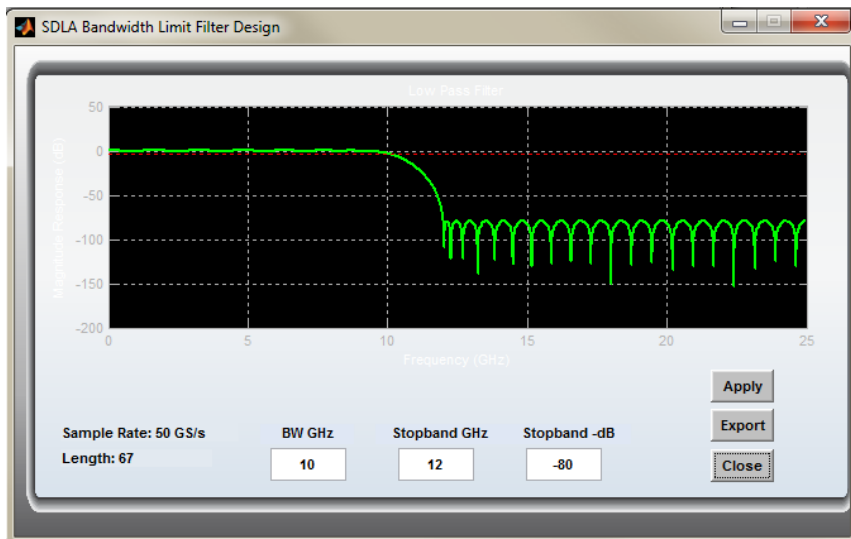 SDLA Bandwidth Limit Filter Design
Low Pass Filter
Magnitude Response (dB)
50
0
-50
-100
-150
-200
0 5 10 15 20 25
Frequency (GHz)
Apply
Export
Close
Sample Rate: 50 GS/s
Length: 67
BW GHz Stopband GHz Stopband -dB
10 12 -80